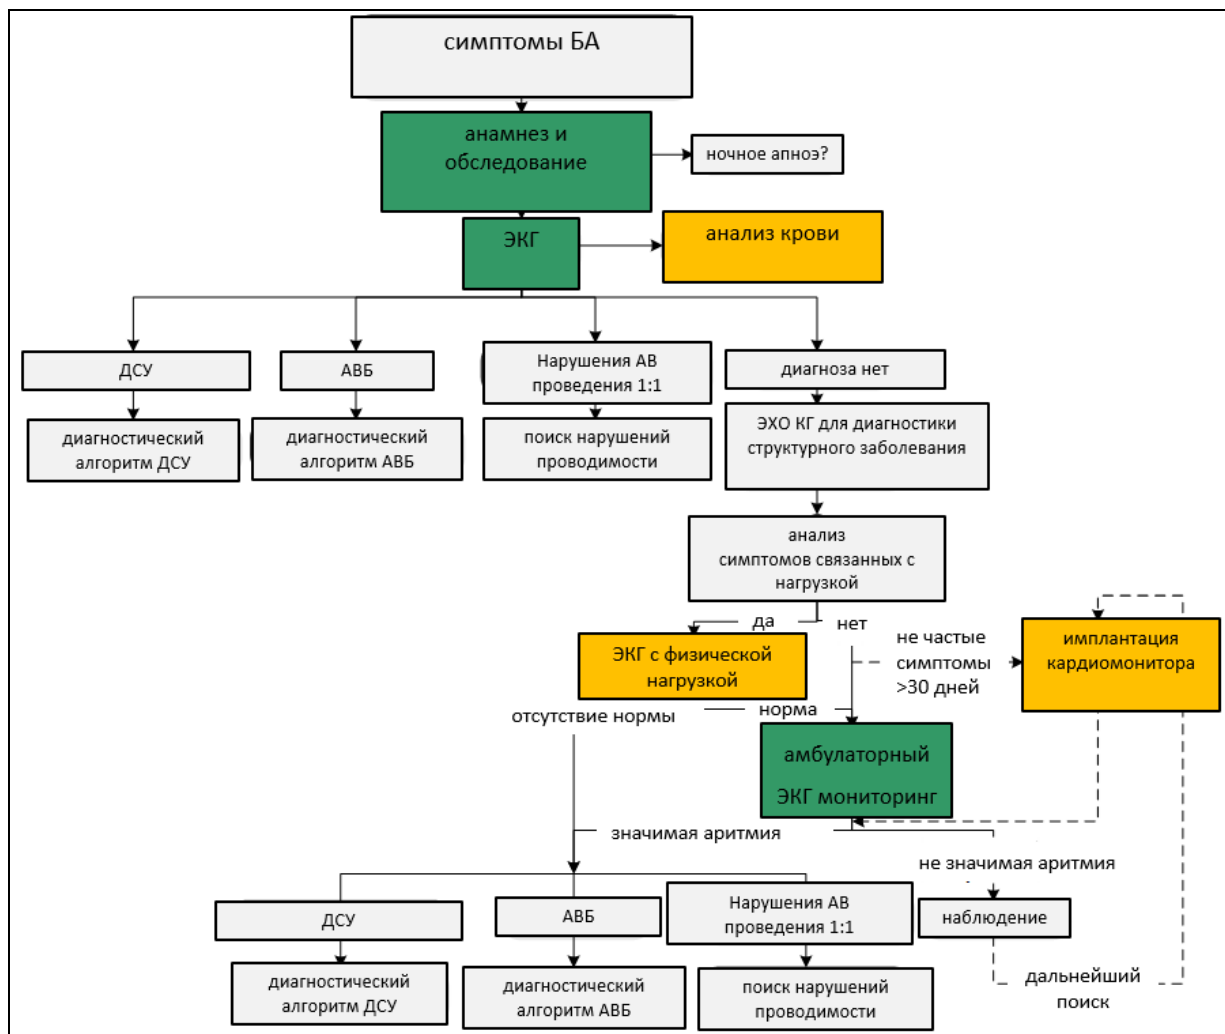 симптомы БА
анамнез и
обследование
ночное апноэ?
ЭКГ
анализ крови
ДСУ
АВБ
Нарушения АВ
проведения 1:1
диагноза нет
диагностический
алгоритм ДСУ
диагностический
алгоритм АВБ
поиск нарушений
проводимости
ЭХО КГ для диагностики
структурного заболевания
анализ
симптомов связанных с
нагрузкой
да
нет
ЭКГ с физической
нагрузкой
не частые
симптомы
>30 дней
имплантация
кардиомонитора
отсутствие нормы
норма
амбулаторный
ЭКГ мониторинг
значимая аритмия
не значимая аритмия
ДСУ
АВБ
Нарушения АВ
проведения 1:1
наблюдение
диагностический
алгоритм ДСУ
диагностический
алгоритм АВБ
поиск нарушений
проводимости
дальнейший
поиск